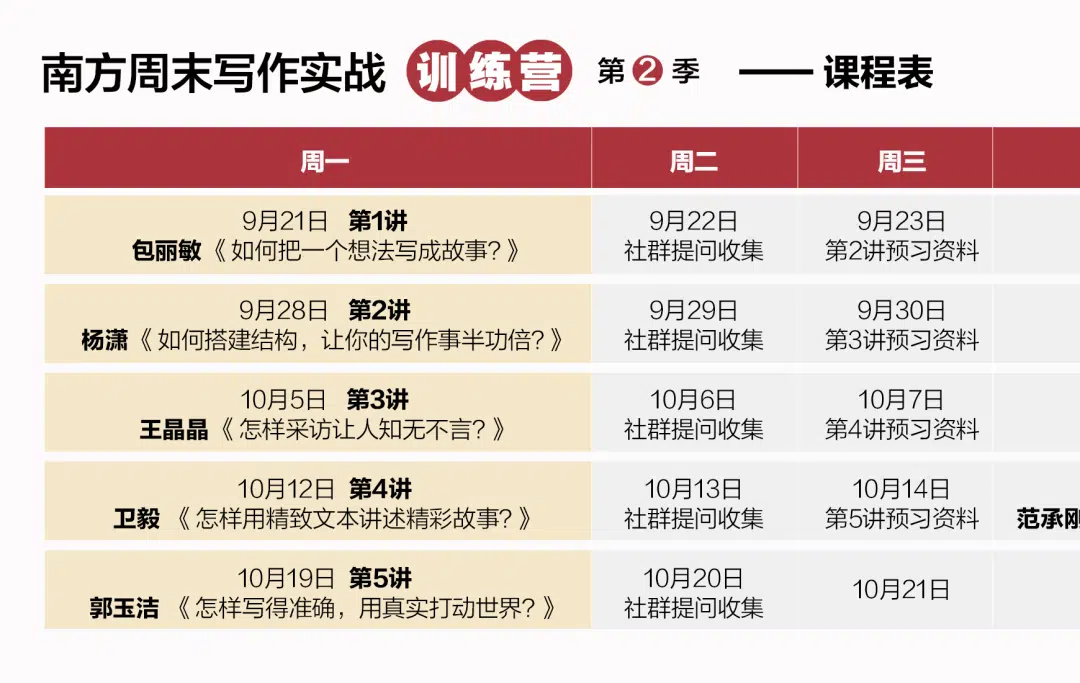 南方周末写作实战 训练营 第2季 —— 课程表
周一 周二 周三
9月21日 第1讲
包丽敏《如何把一个想法写成故事？》
9月22日
社群提问收集
9月23日
第2讲预习资料
9月28日 第2讲
杨潇《如何搭建结构，让你的写作事半功倍？》
9月29日
社群提问收集
9月30日
第3讲预习资料
10月5日 第3讲
王晶晶《怎样采访让人知无不言？》
10月6日
社群提问收集
10月7日
第4讲预习资料
10月12日 第4讲
卫毅《怎样用精致文本讲述精彩故事？》
10月13日
社群提问收集
10月14日
第5讲预习资料
范承刚
10月19日 第5讲
郭玉洁《怎样写得准确，用真实打动世界？》
10月20日
社群提问收集
10月21日